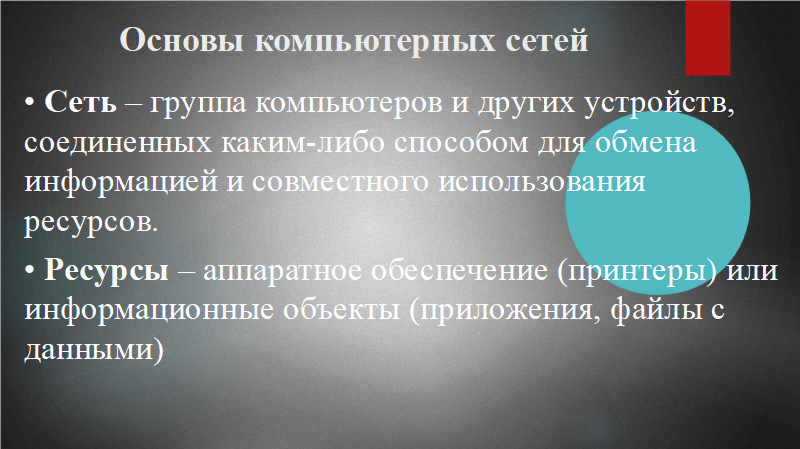 Основы компьютерных сетей
• Сеть – группа компьютеров и других устройств,
соединенных каким-либо способом для обмена
информацией и совместного использования
ресурсов.
• Ресурсы – аппаратное обеспечение (принтеры) или
информационные объекты (приложения, файлы с
данными)